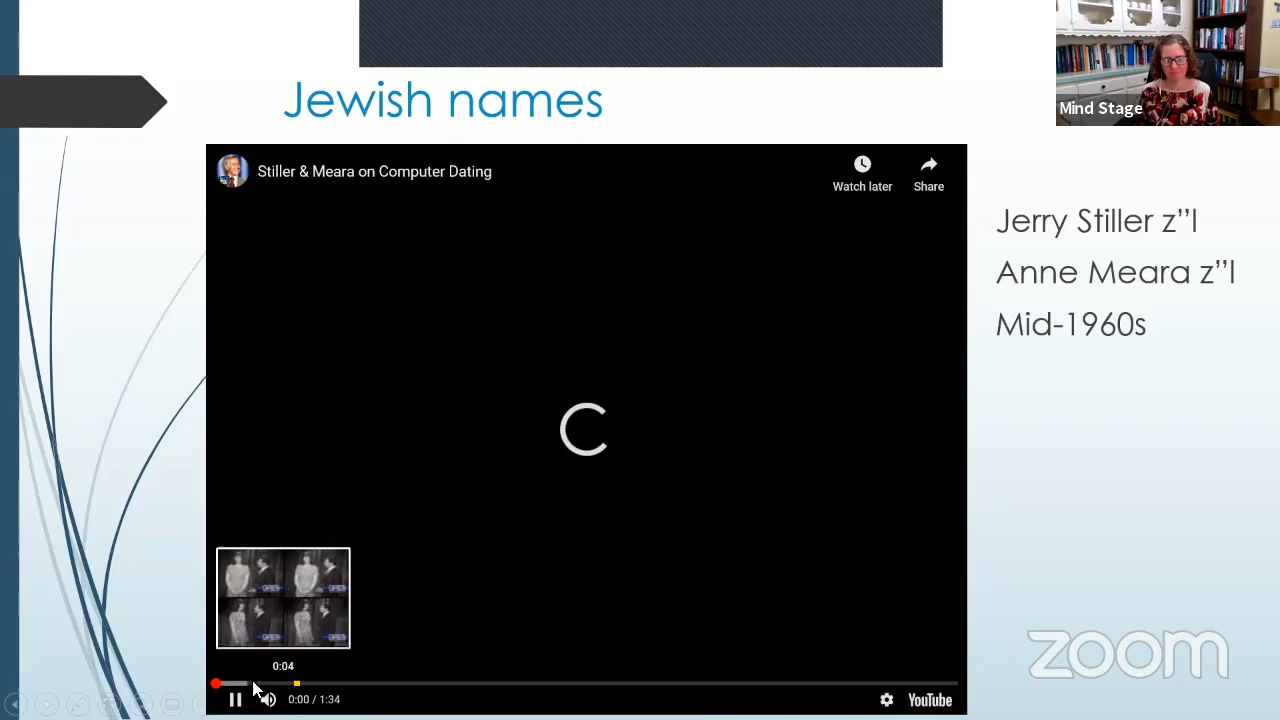 Jewish names
Mind Stage
Stiller & Meara on Computer Dating
Watch later
Share
Jerry Stiller z”l
Anne Meara z”l
Mid-1960s
0:04
0:00 / 1:34
YouTube
zoom